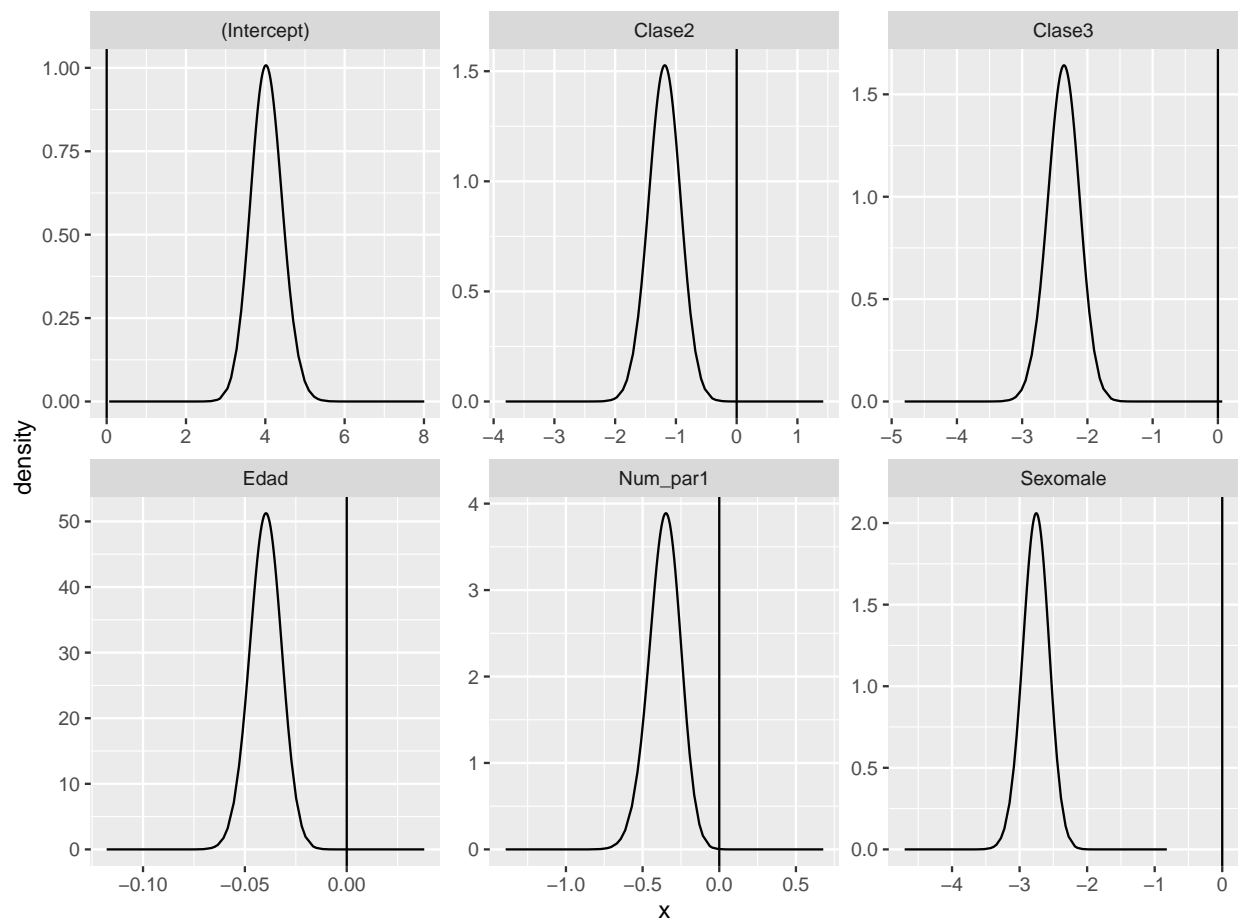 (Intercept) Clase2 Clase3
1.00 1.5 1.5
0.75 1.0 1.0
0.50 0.5 0.5
0.25 0.0 0.0
0.00
0 2 4 6 8 −4 −3 −2 −1 0 1 −5 −4 −3 −2 −1 0
density
Edad Num_par1 Sexomale
50 4 2.0
40 3 1.5
30 2 1.0
20 1 0.5
10 0 0.0
0
−0.10 −0.05 0.00 −1.0 −0.5 0.0 0.5 −4 −3 −2 −1 0
x